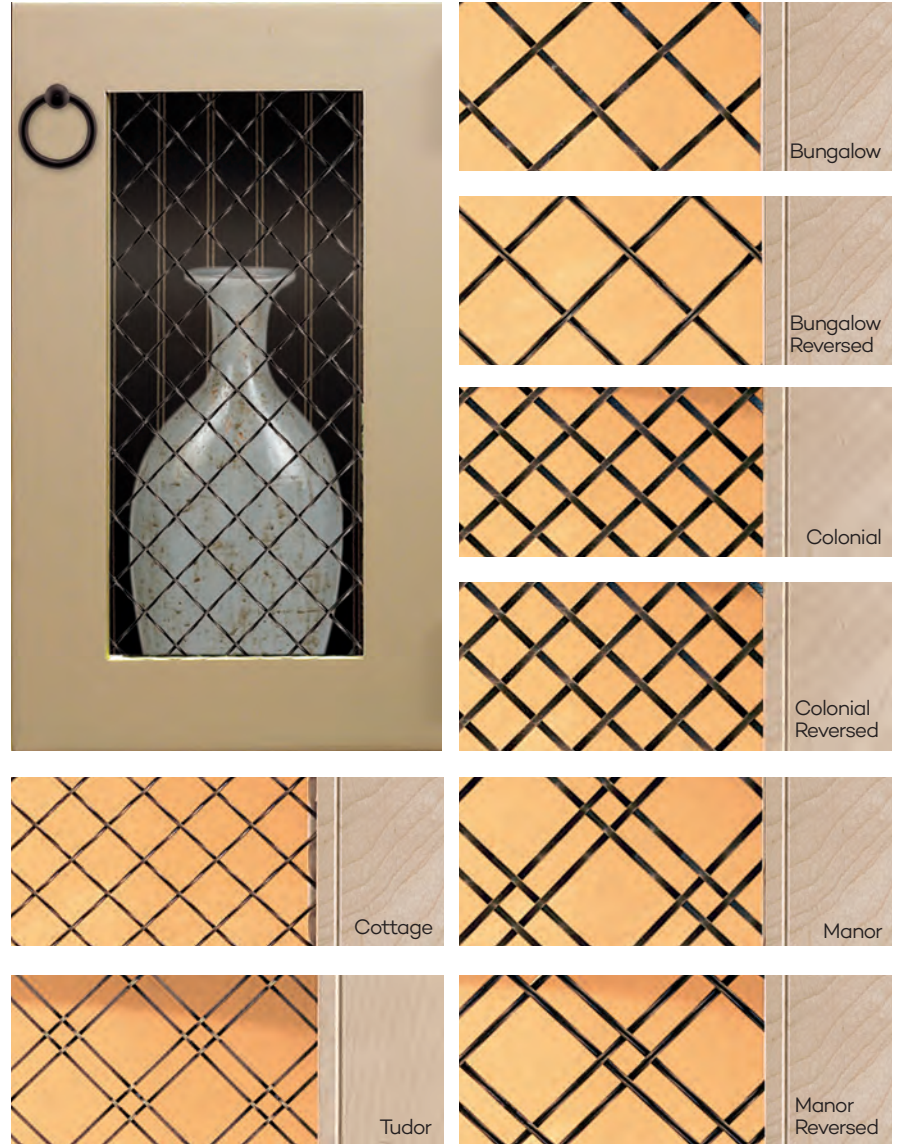 Bungalow
Bungalow
Reversed
Colonial
Colonial
Reversed
Cottage
Manor
Tudor
Manor
Reversed